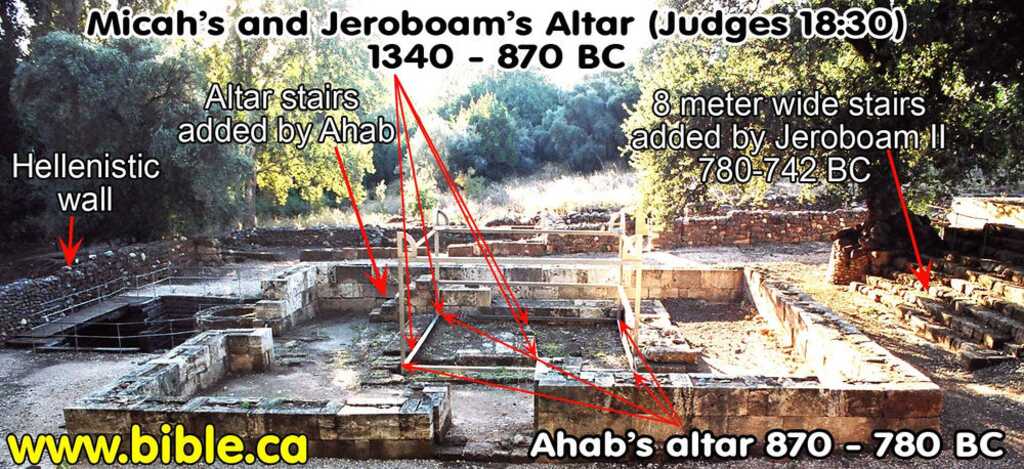 Micah's and Jeroboam's Altar (Judges 18:30)
1340 - 870 BC
Altar stairs
added by Ahab
8 meter wide stairs
added by Jeroboam II
780-742 BC
Hellenistic
wall
www.bible.ca
Ahab's altar 870 - 780 BC